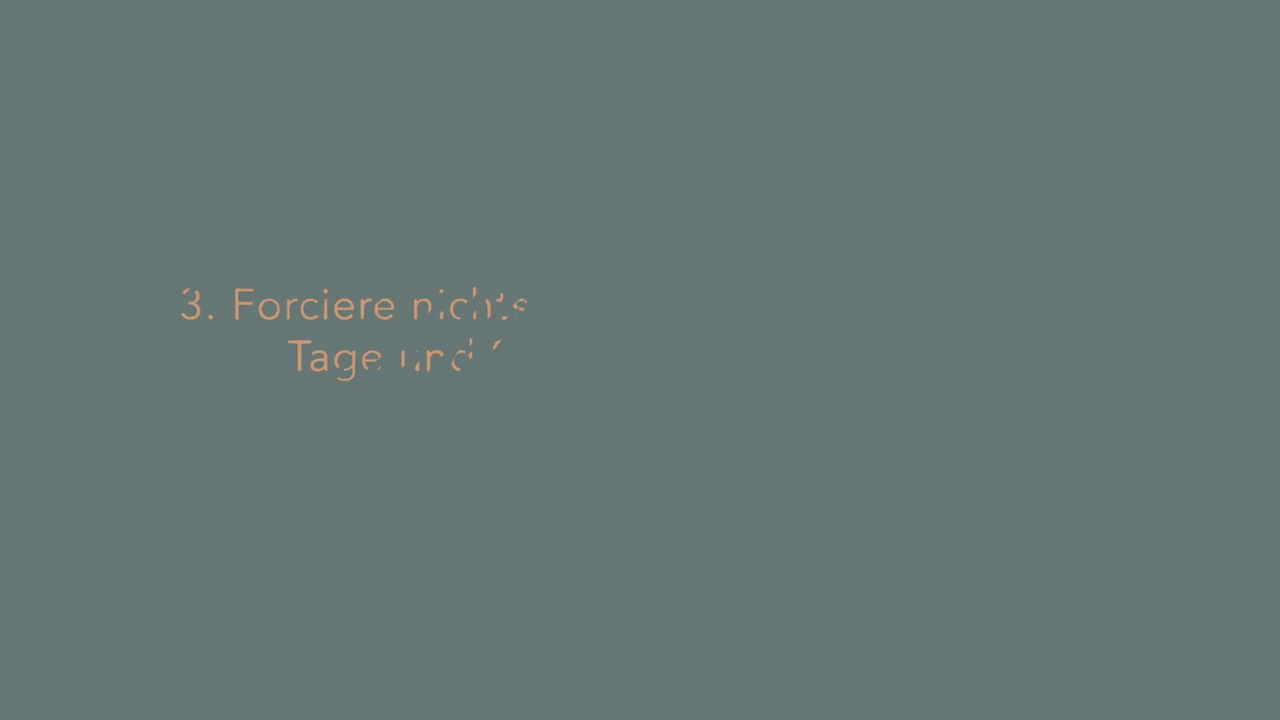 3. Forciere nichts
Tage und